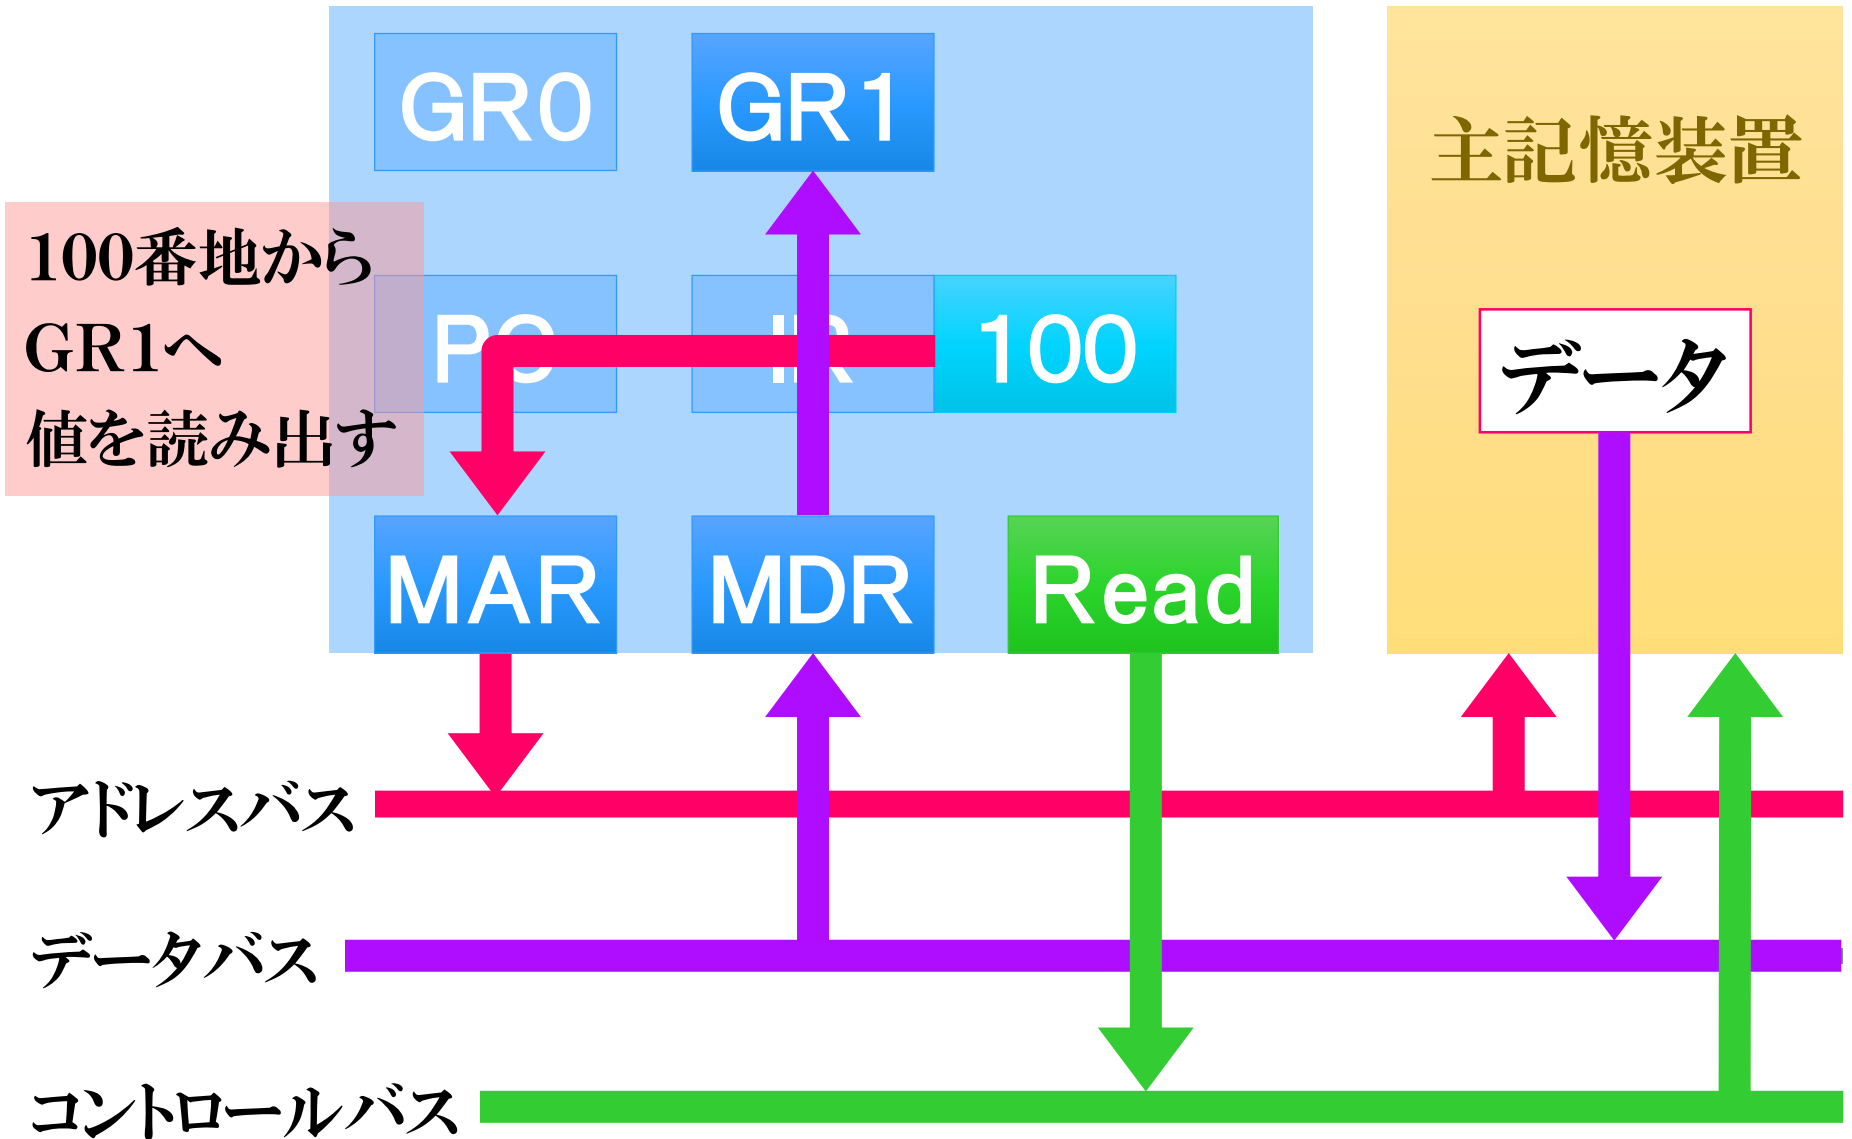 GR0 GR1
主記憶装置
100番地から
GR1へ
値を読み出す
PC IR 100
データ
MAR MDR Read
アドレスバス
データバス
コントロールバス